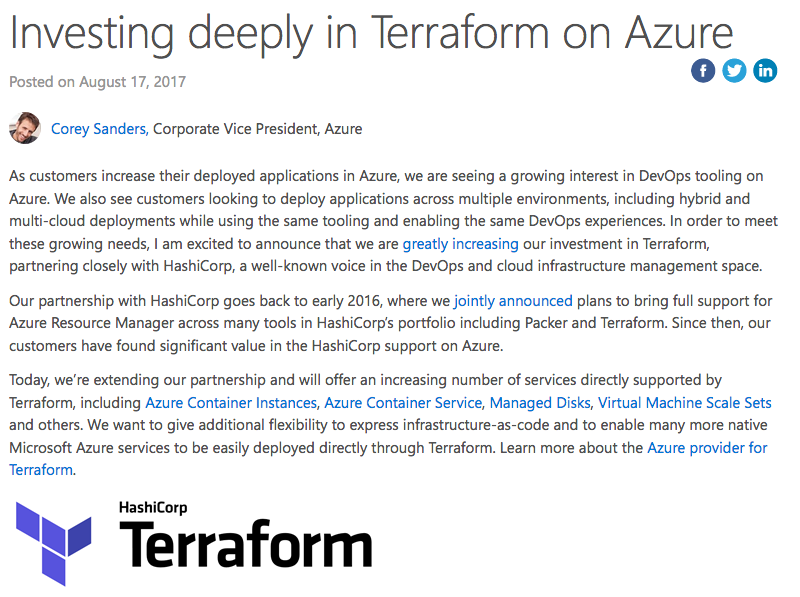 Investing deeply in Terraform on Azure
Posted on August 17, 2017
Corey Sanders, Corporate Vice President, Azure
As customers increase their deployed applications in Azure, we are seeing a growing interest in DevOps tooling on
Azure. We also see customers looking to deploy applications across multiple environments, including hybrid and
multi-cloud deployments while using the same tooling and enabling the same DevOps experiences. In order to meet
these growing needs, I am excited to announce that we are greatly increasing our investment in Terraform,
partnering closely with HashiCorp, a well-known voice in the DevOps and cloud infrastructure management space.
Our partnership with HashiCorp goes back to early 2016, where we jointly announced plans to bring full support for
Azure Resource Manager across many tools in HashiCorp's portfolio including Packer and Terraform. Since then, our
customers have found significant value in the HashiCorp support on Azure.
Today, we're extending our partnership and will offer an increasing number of services directly supported by
Terraform, including Azure Container Instances, Azure Container Service, Managed Disks, Virtual Machine Scale Sets
and others. We want to give additional flexibility to express infrastructure-as-code and to enable many more native
Microsoft Azure services to be easily deployed directly through Terraform. Learn more about the Azure provider for
Terraform.
HashiCorp
Terraform